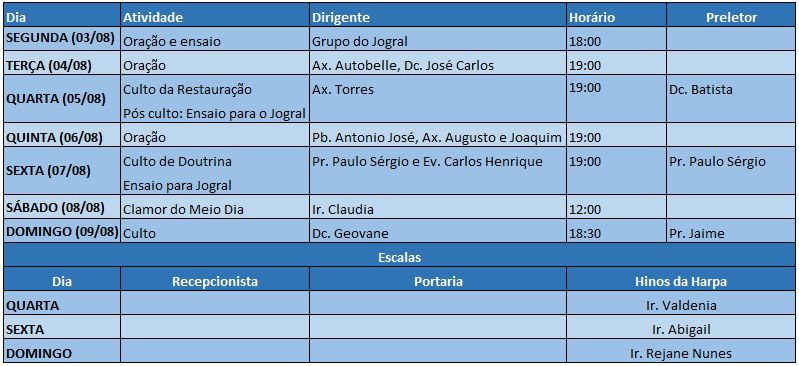 Dia Atividade Dirigente Horário Preletor
SEGUNDA (03/08) Oração e ensaio Grupo do Jogral 18:00
TERÇA (04/08) Oração Ax. Autobelle, Dc. José Carlos 19:00
QUARTA (05/08) Culto da Restauração Ax. Torres 19:00 Dc. Batista
Pós culto: Ensaio para o Jogral
QUINTA (06/08) Oração Pb. Antonio José, Ax. Augusto e Joaquim 19:00
SEXTA (07/08) Culto de Doutrina Pr. Paulo Sérgio e Ev. Carlos Henrique 19:00 Pr. Paulo Sérgio
Ensaio para Jogral
SÁBADO (08/08) Clamor do Meio Dia Ir. Claudia 12:00
DOMINGO (09/08) Culto Dc. Geovane 18:30 Pr. Jaime
Escalas
Dia Recepcionista Portaria Hinos da Harpa
QUARTA Ir. Valdenia
SEXTA Ir. Abigail
DOMINGO Ir. Rejane Nunes